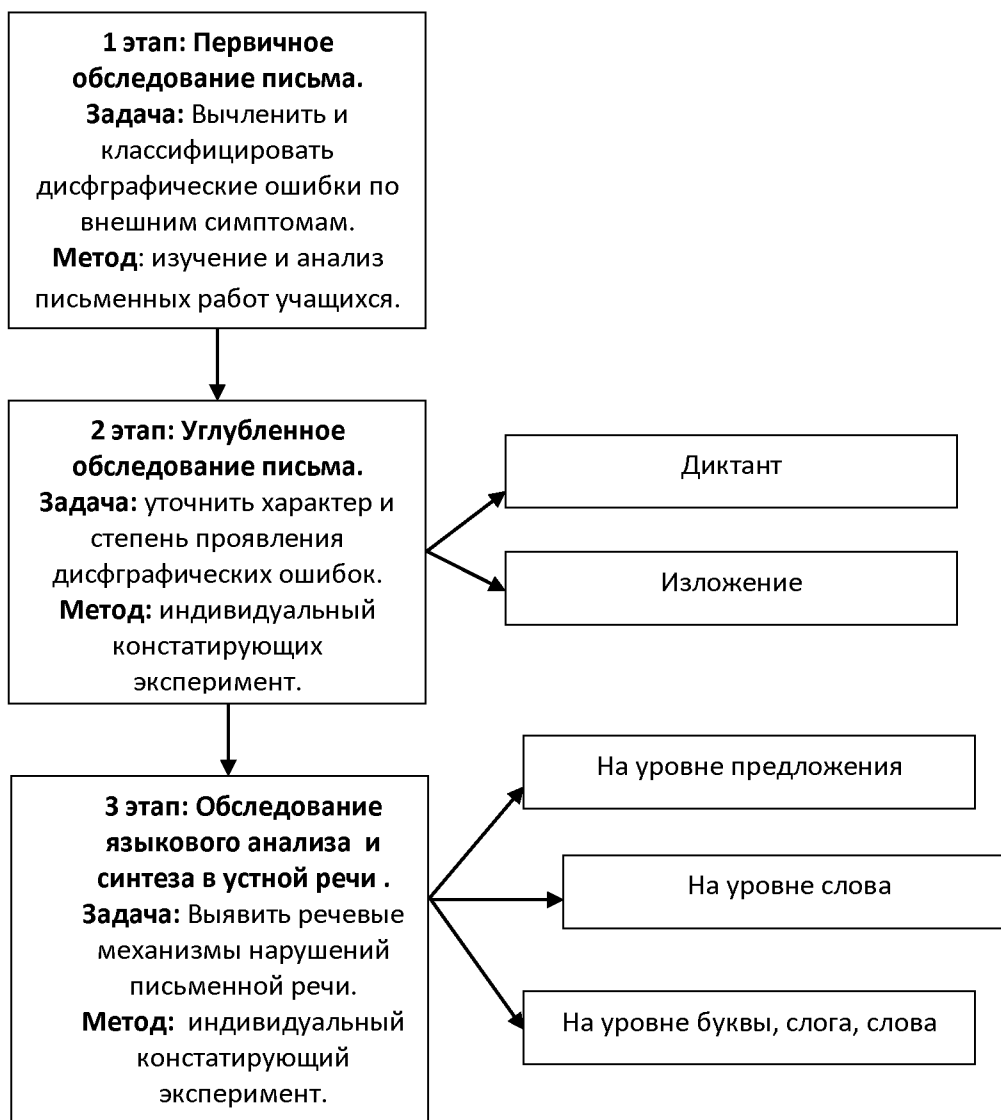 1 этап: Первичное
обследование письма.
Задача: Вычленить и
классифицировать
дисфграфические ошибки по
внешним симптомам.
Метод: изучение и анализ
письменных работ учащихся.
2 этап: Углубленное
обследование письма.
Задача: уточнить характер и
степень проявления
дисфграфических ошибок.
Метод: индивидуальный
констатирующих
эксперимент.
Диктант
Изложение
3 этап: Обследование
языкового анализа и
синтеза в устной речи .
Задача: Выявить речевые
механизмы нарушений
письменной речи.
Метод: индивидуальный
констатирующий
эксперимент.
На уровне предложения
На уровне слова
На уровне буквы, слога, слова